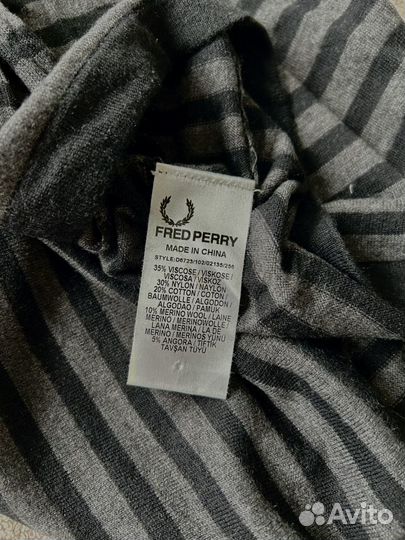 FRED PERRY
MADE IN CHINA
STYLE:D6723/102/02135/256
35% VISCOSE / VISKOSE /
VISCOSA / VISKOZ
30% NYLON / NAYLON
20% COTTON / COTON /
BAUMWOLLE / ALGODON /
ALGODAO / PAMUK
10% MERINO WOOL / LAINE
MERINO / MERINOWOLLE /
LANA MERINA / LA DE
MERINO / MERINOS YÜNÜ
5% ANGORA / TIFTIK
TAVŞAN TUYU
Avito